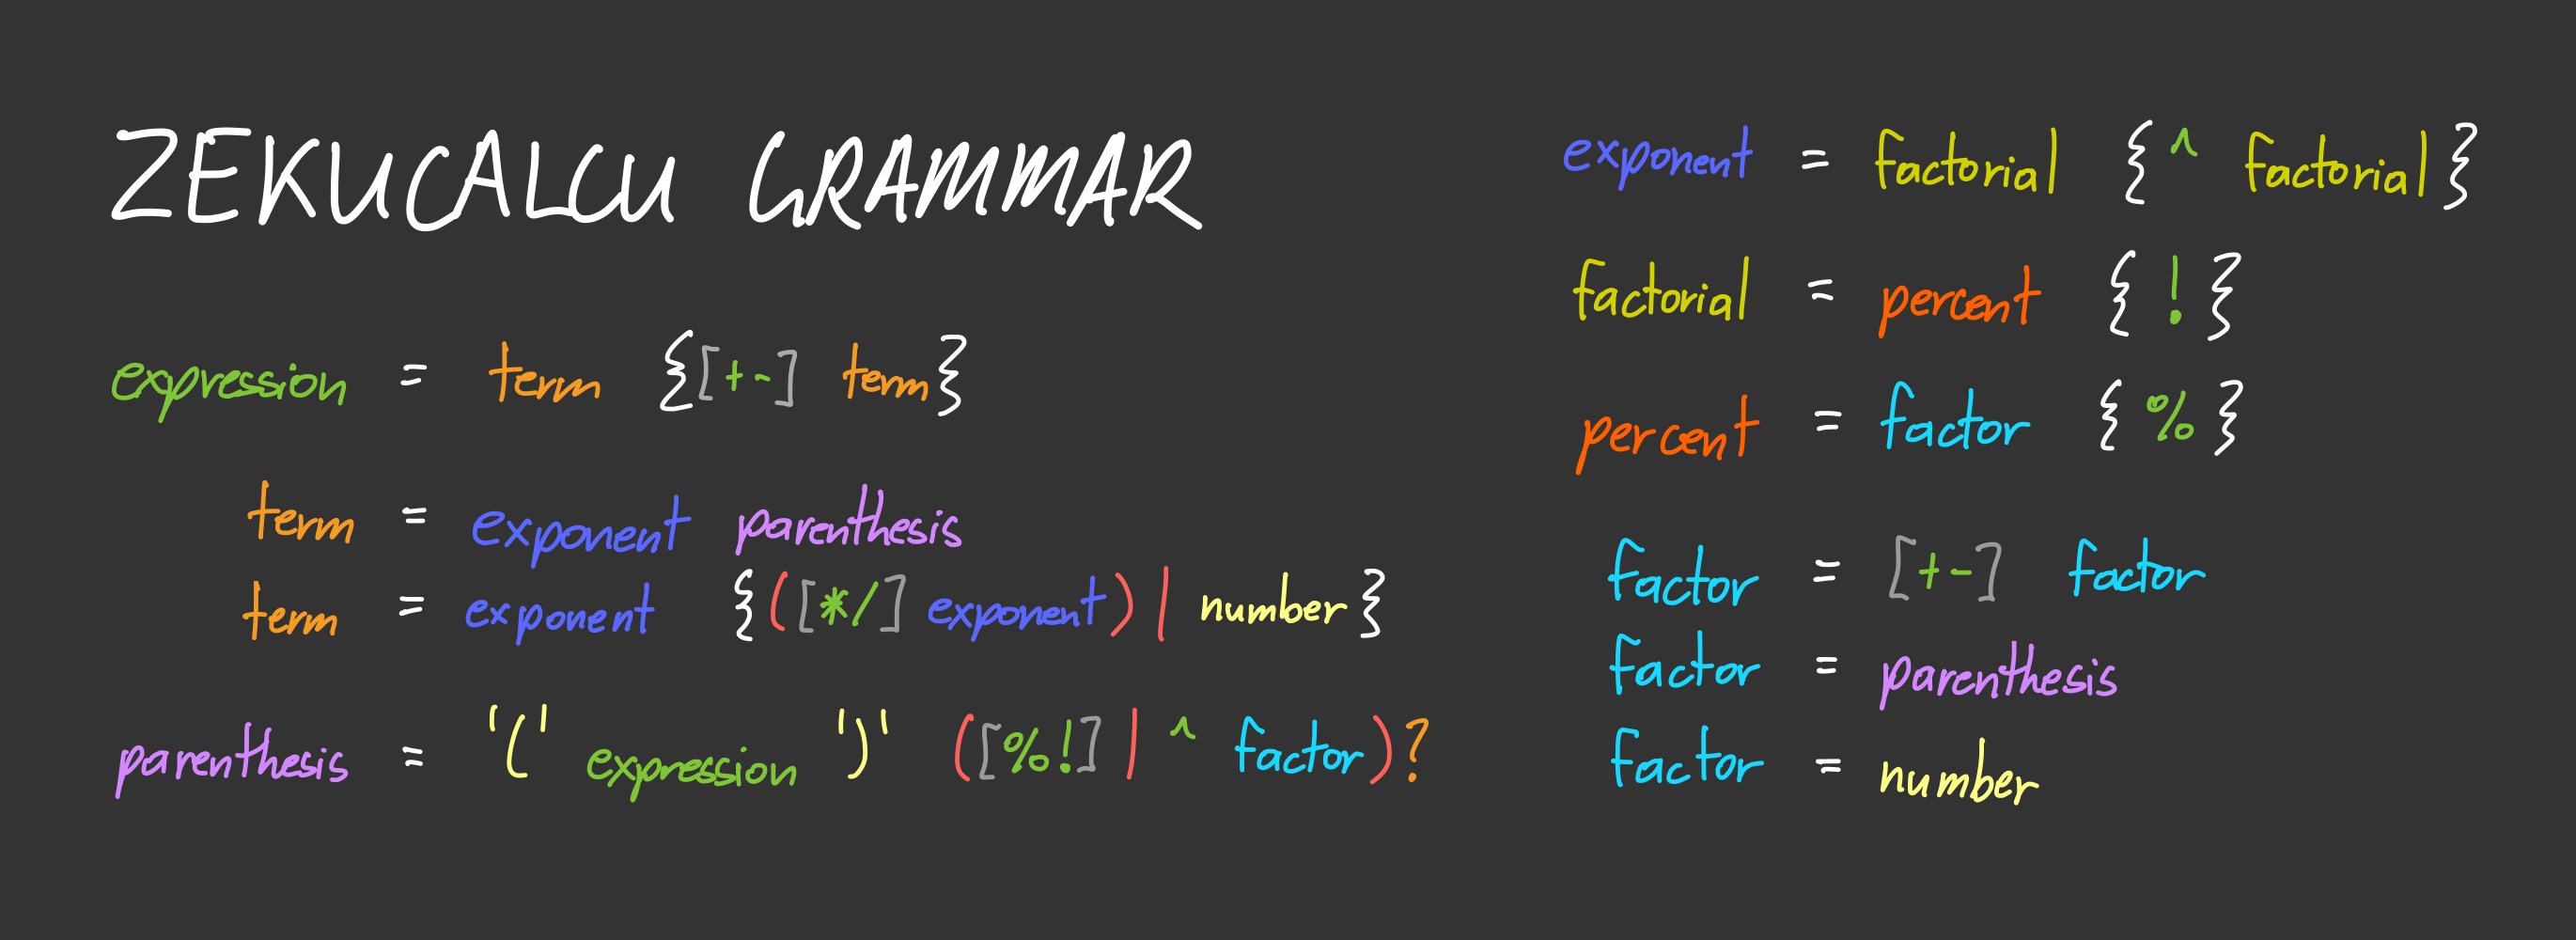 ZEKUCALCU GRAMMAR
expression = term {[+-] term}
term = exponent parenthesis
term = exponent {([*/] exponent) | number}
parenthesis = '(' expression ')' ([%!] | ^ factor)?
exponent = factorial {^ factorial}
factorial = percent {!}
percent = factor {%}
factor = [+-] factor
factor = parenthesis
factor = number